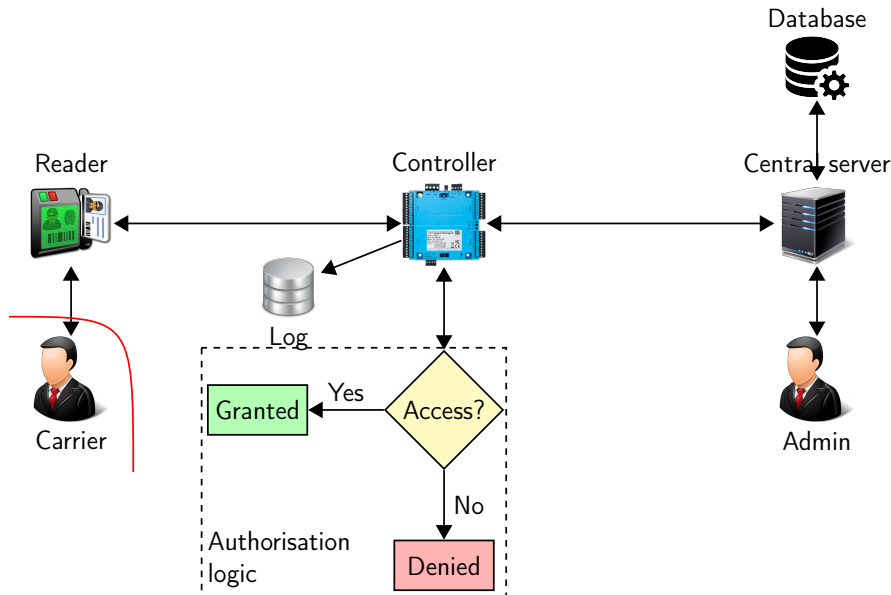 Database
Reader
Controller
Central server
Log
Yes
Granted
Access?
Carrier
Admin
No
Authorisation
logic
Denied